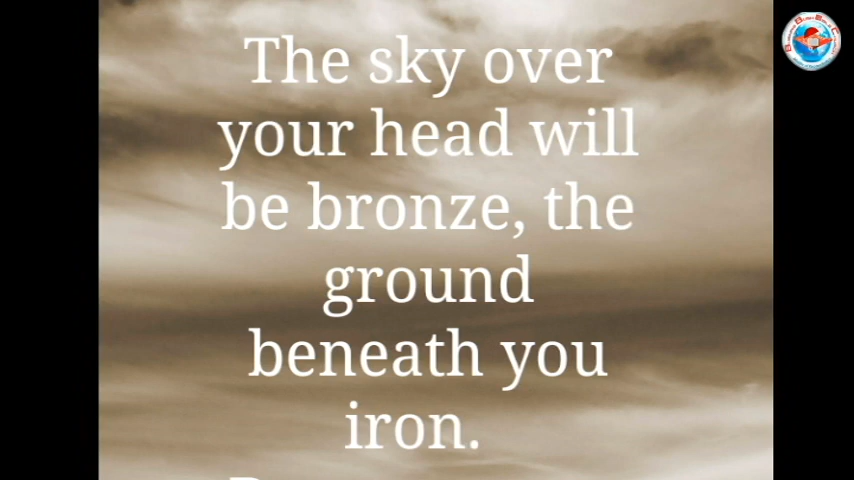 The sky over
your head will
be bronze, the
ground
beneath you
iron.